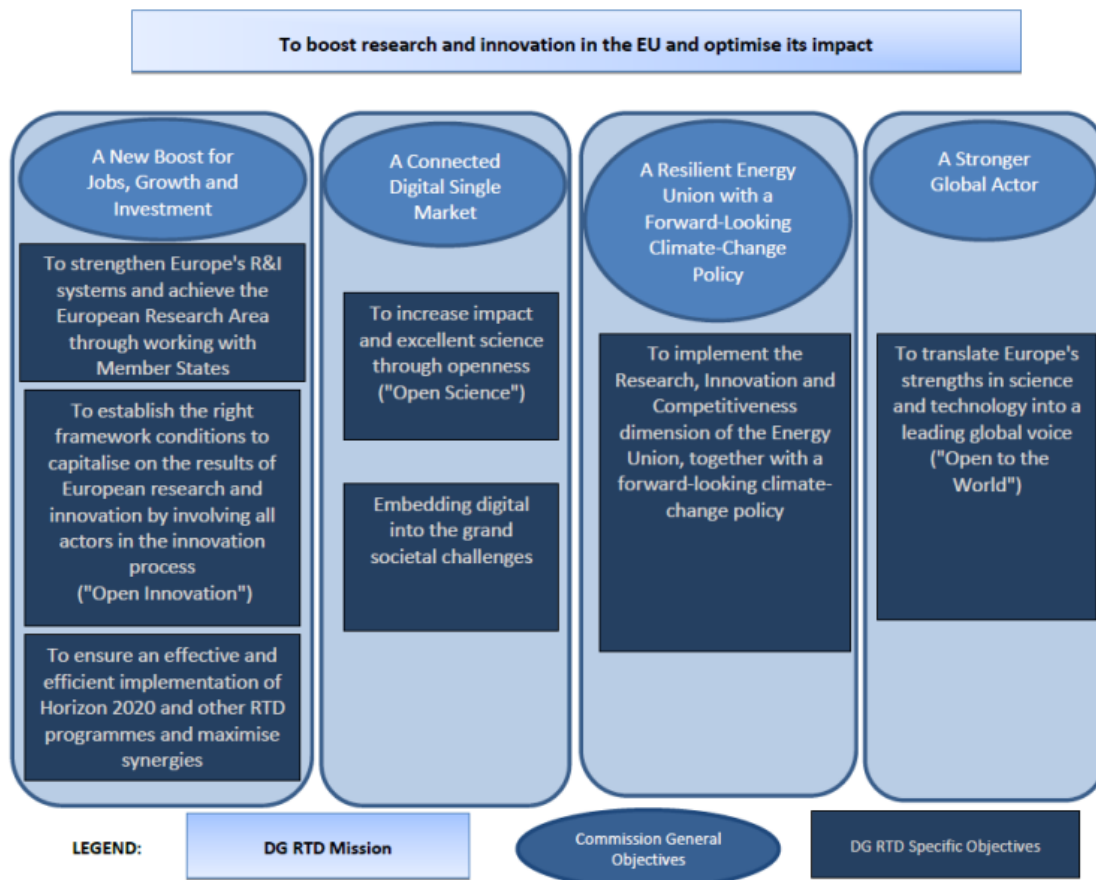 To boost research and innovation in the EU and optimise its impact
A New Boost for
Jobs, Growth and
Investment
To strengthen Europe's R&I
systems and achieve the
European Research Area
through working with
Member States
To establish the right
framework conditions to
capitalise on the results of
European research and
innovation by involving all
actors in the innovation
process
("Open Innovation")
To ensure an effective and
efficient implementation of
Horizon 2020 and other RTD
programmes and maximise
synergies
A Connected
Digital Single
Market
To increase impact
and excellent science
through openness
("Open Science")
Embedding digital
into the grand
societal challenges
A Resilient Energy
Union with a
Forward-Looking
Climate-Change
Policy
To implement the
Research, Innovation and
Competitiveness
dimension of the Energy
Union, together with a
forward-looking climate-
change policy
A Stronger
Global Actor
To translate Europe's
strengths in science
and technology into a
leading global voice
("Open to the
World")
LEGEND:
DG RTD Mission
Commission General
Objectives
DG RTD Specific Objectives